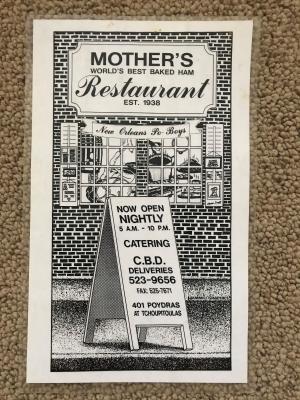 MOTHER'S
WORLD'S BEST BAKED HAM
Restaurant
EST. 1938
New Orleans Po-Boys
NOW OPEN
NIGHTLY
5 A.M. - 10 P.M.
CATERING
C.B.D.
DELIVERIES
523-9656
FAX: 525-7671
401 POYDRAS
AT TCHOUPITOULAS